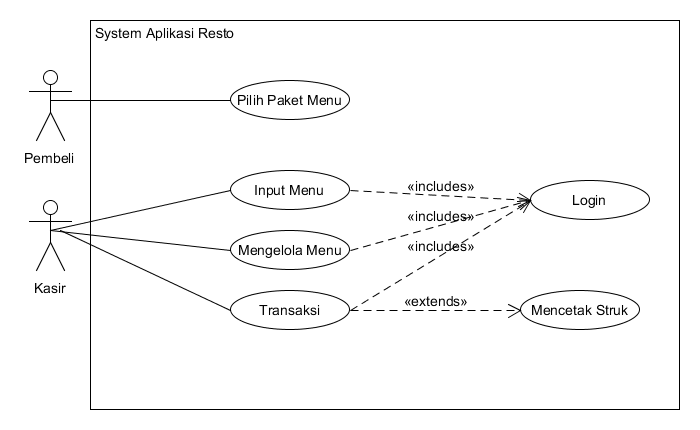 System Aplikasi Resto
Pilih Paket Menu
Pembeli
Input Menu
«includes»
Login
«includes»
Mengelola Menu
«includes»
Kasir
Transaksi
«extends»
Mencetak Struk